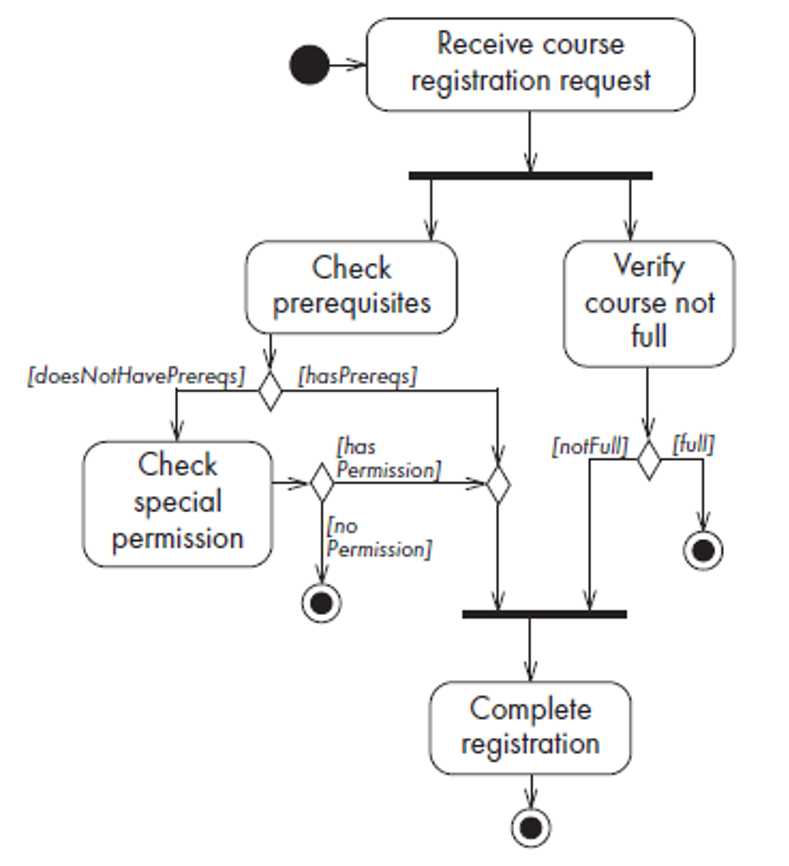 Receive course
registration request
Check
prerequisites
Verify
course not
full
[doesNotHavePrereqs]
[hasPrereqs]
[has
Permission]
[notFull]
[full]
Check
special
permission
[no
Permission]
Complete
registration